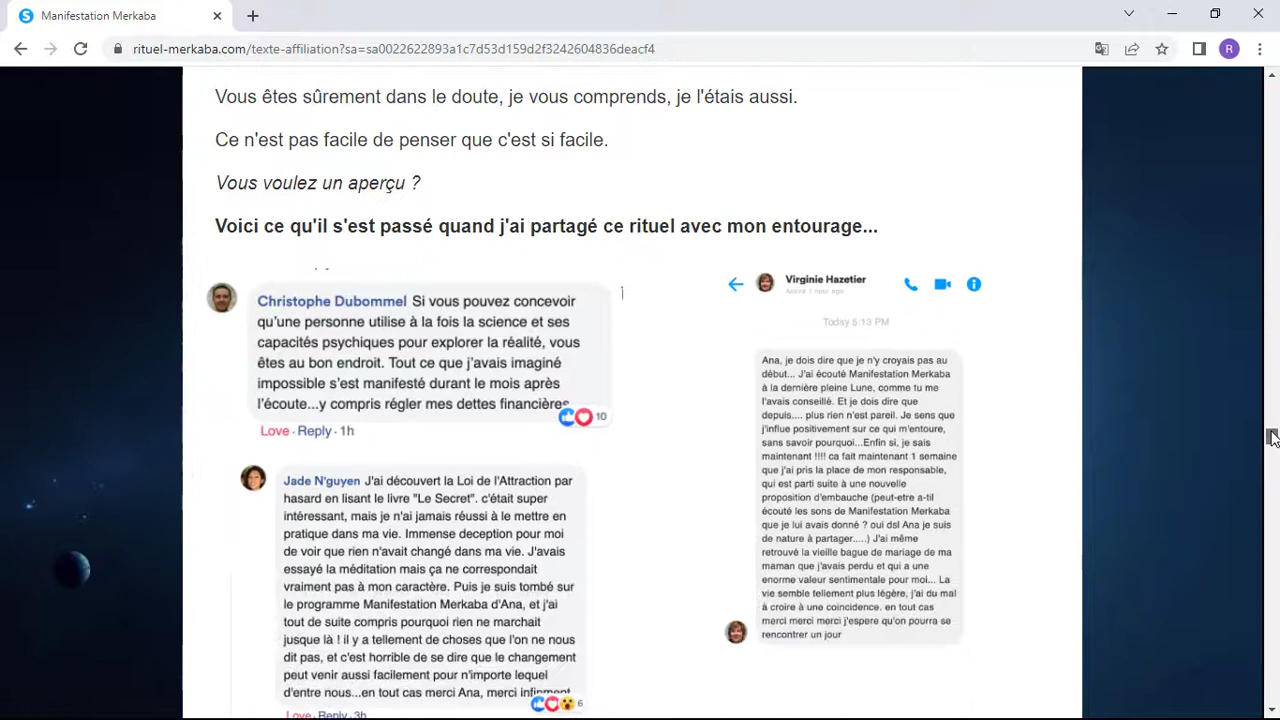 Manifestation Merkaba
rituel-merkaba.com/texte-affiliation?sa=sa0022622893a1c7d53d159d2f3242604836deacf4
R
Vous êtes sûrement dans le doute, je vous comprends, je l'étais aussi.
Ce n'est pas facile de penser que c'est si facile.
Vous voulez un aperçu ?
Voici ce qu'il s'est passé quand j'ai partagé ce rituel avec mon entourage...
Christophe Dubommel Si vous pouvez concevoir
qu'une personne utilise à la fois la science et ses
capacités psychiques pour explorer la réalité, vous
êtes au bon endroit. Tout ce que j'avais imaginé
impossible s'est manifesté durant le mois après
l'écoute...y compris régler mes dettes financières
10
Love · Reply · 1h
Jade N'guyen J'ai découvert la Loi de l'Attraction par
hasard en lisant le livre "Le Secret". c'était super
intéressant, mais je n'ai jamais réussi à le mettre en
pratique dans ma vie. Immense deception pour moi
de voir que rien n'avait changé dans ma vie. J'avais
essayé la méditation mais ça ne correspondait
vraiment pas à mon caractère. Puis je suis tombé sur
le programme Manifestation Merkaba d'Ana, et j'ai
tout de suite compris pourquoi rien ne marchait
jusque là ! il y a tellement de choses que l'on ne nous
dit pas, et c'est horrible de se dire que le changement
peut venir aussi facilement pour n'importe lequel
d'entre nous...en tout cas merci Ana, merci infiniment
6
Love · Reply · 3h
Virginie Hazetier
Active 1 hour ago
Today 5:13 PM
Ana, je dois dire que je n'y croyais pas au
début... J'ai écouté Manifestation Merkaba
à la dernière pleine Lune, comme tu me
l'avais conseillé. Et je dois dire que
depuis.... plus rien n'est pareil. Je sens que
j'influe positivement sur ce qui m'entoure,
sans savoir pourquoi...Enfin si, je sais
maintenant !!!! ca fait maintenant 1 semaine
que j'ai pris la place de mon responsable,
qui est parti suite à une nouvelle
proposition d'embauche (peut-etre a-til
écouté les sons de Manifestation Merkaba
que je lui avais donné ? oui dsl Ana je suis
de nature à partager.....) J'ai même
retrouvé la vieille bague de mariage de ma
maman que j'avais perdu et qui a une
enorme valeur sentimentale pour moi... La
vie semble tellement plus légère, j'ai du mal
à croire à une coincidence. en tout cas
merci merci merci j'espere qu'on pourra se
rencontrer un jour